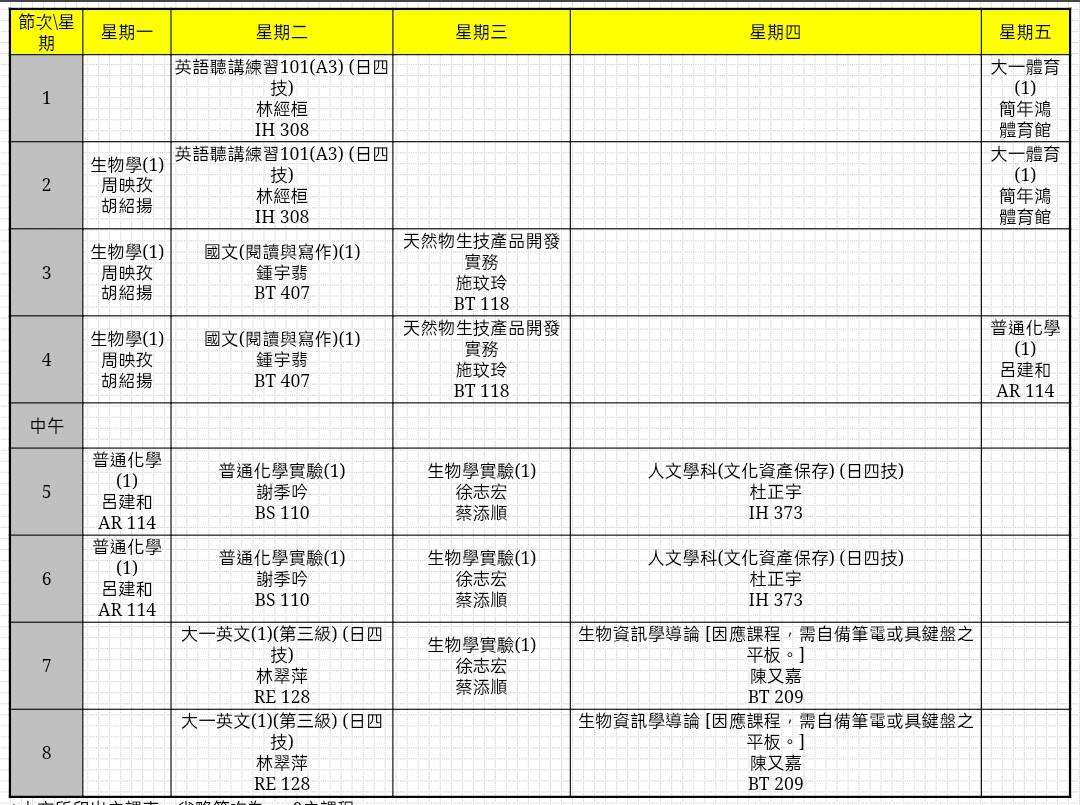 節次\星期
星期一
星期二
星期三
星期四
星期五
1
英語聽講練習101(A3) (日四
技)
林經桓
IH 308
大一體育
(1)
簡年鴻
體育館
2
生物學(1)
周映孜
胡紹揚
英語聽講練習101(A3) (日四
技)
林經桓
IH 308
大一體育
(1)
簡年鴻
體育館
3
生物學(1)
周映孜
胡紹揚
國文(閱讀與寫作)(1)
鍾宇翡
BT 407
天然物生技產品開發
實務
施玟玲
BT 118
4
生物學(1)
周映孜
胡紹揚
國文(閱讀與寫作)(1)
鍾宇翡
BT 407
天然物生技產品開發
實務
施玟玲
BT 118
普通化學
(1)
呂建和
AR 114
中午
5
普通化學
(1)
呂建和
AR 114
普通化學實驗(1)
謝季吟
BS 110
生物學實驗(1)
徐志宏
蔡添順
人文學科(文化資產保存) (日四技)
杜正宇
IH 373
6
普通化學
(1)
呂建和
AR 114
普通化學實驗(1)
謝季吟
BS 110
生物學實驗(1)
徐志宏
蔡添順
人文學科(文化資產保存) (日四技)
杜正宇
IH 373
7
大一英文(1)(第三級) (日四
技)
林翠萍
RE 128
生物學實驗(1)
徐志宏
蔡添順
生物資訊學導論 [因應課程，需自備筆電或具鍵盤之
平板。]
陳又嘉
BT 209
8
大一英文(1)(第三級) (日四
技)
林翠萍
RE 128
生物資訊學導論 [因應課程，需自備筆電或具鍵盤之
平板。]
陳又嘉
BT 209